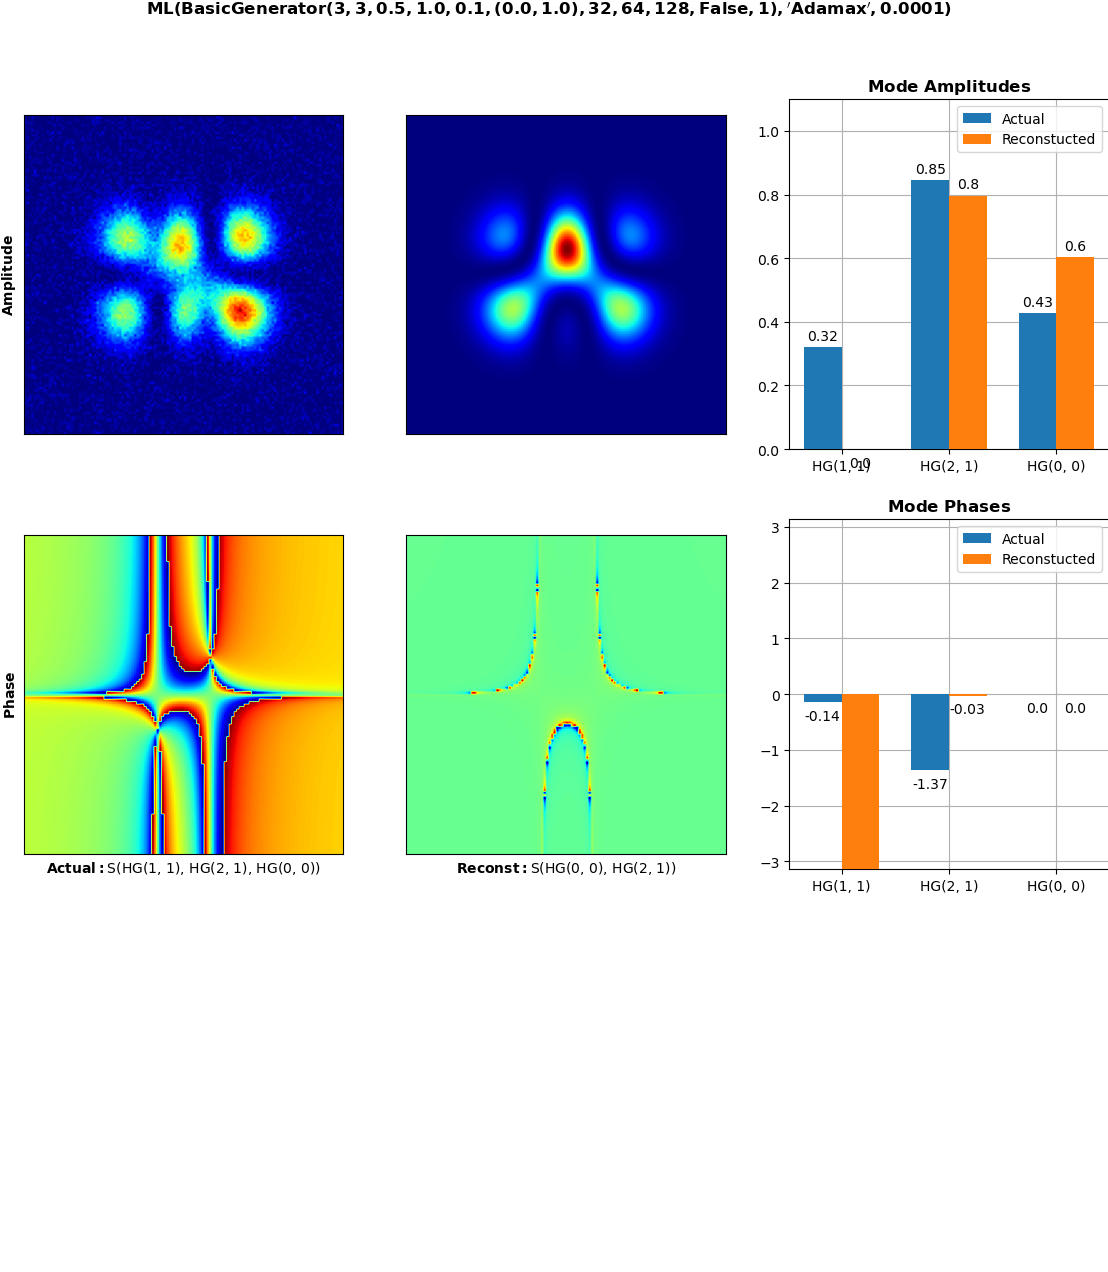 ML(BasicGenerator(3, 3, 0.5, 1.0, 0.1, (0.0, 1.0), 32, 64, 128, False, 1), ′Adamax′, 0.0001)
Amplitude
Mode Amplitudes
Actual
Reconstucted
1.0
0.8
0.6
0.4
0.2
0.0
0.32
0.0
0.85
0.8
0.43
0.6
HG(1, 1)
HG(2, 1)
HG(0, 0)
Phase
Actual: S(HG(1, 1), HG(2, 1), HG(0, 0))
Reconst: S(HG(0, 0), HG(2, 1))
Mode Phases
Actual
Reconstucted
3
2
1
0
−1
−2
−3
-0.14
-1.37
-0.03
0.0
0.0
HG(1, 1)
HG(2, 1)
HG(0, 0)